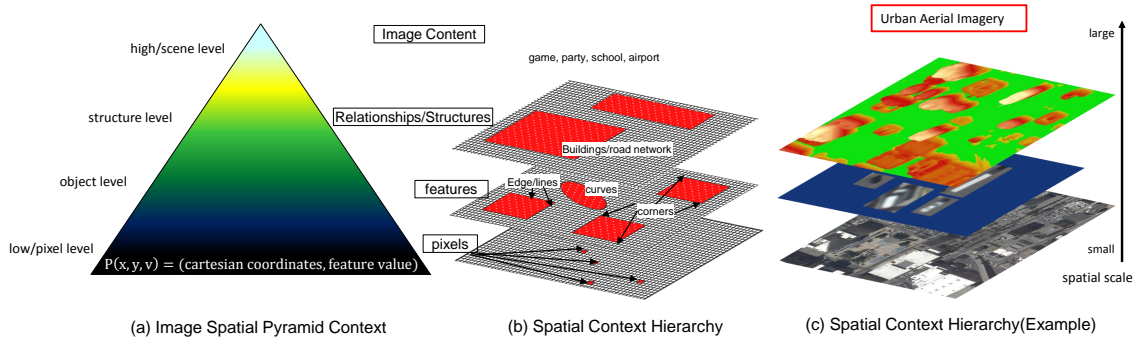 high/scene level
structure level
object level
low/pixel level
P(x, y, v) = (cartesian coordinates, feature value)
(a) Image Spatial Pyramid Context
Image Content
game, party, school, airport
Relationships/Structures
Buildings/road network
features
Edge/lines
curves
corners
pixels
(b) Spatial Context Hierarchy
Urban Aerial Imagery
large
small
spatial scale
(c) Spatial Context Hierarchy(Example)